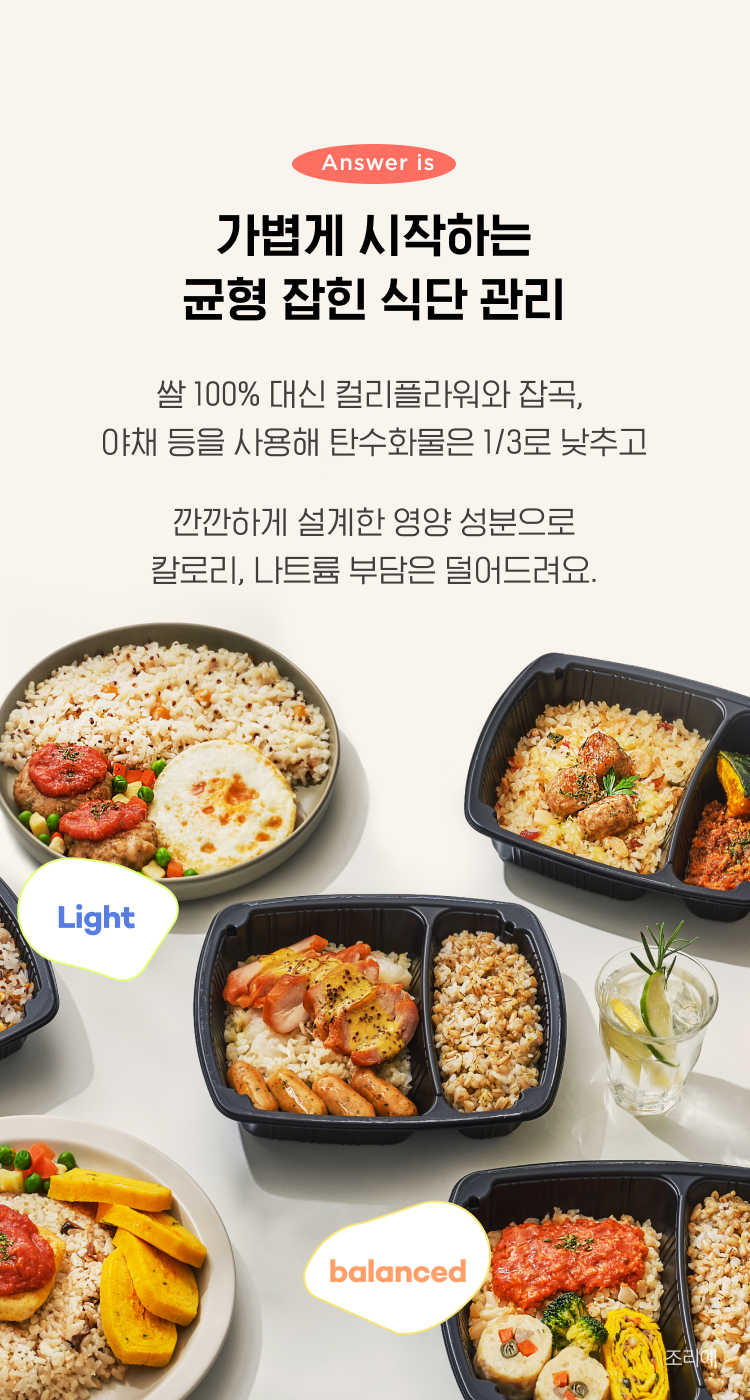 Answer is
가볍게 시작하는
균형 잡힌 식단 관리
쌀 100% 대신 컬리플라워와 잡곡,
야채 등을 사용해 탄수화물은 1/3로 낮추고
깐깐하게 설계한 영양 성분으로
칼로리, 나트륨 부담은 덜어드려요.
Light
balanced
조리예